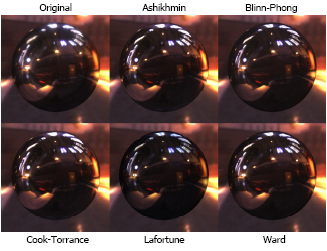 Original Ashikhmin Blinn-Phong
Cook-Torrance Lafortune Ward